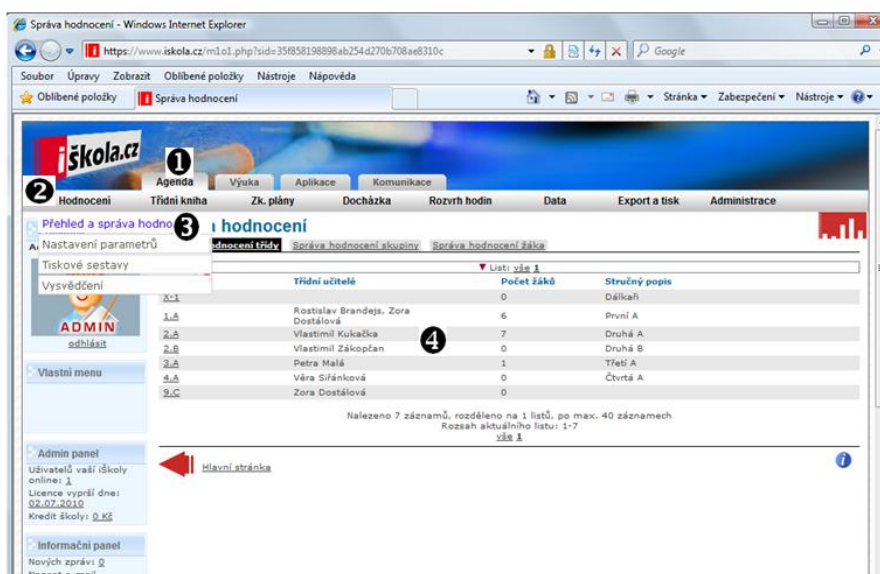 Správa hodnocení - Windows Internet Explorer
https://www.iskola.cz/m1o1.php?sid=35f858198898ab254d270b708ae8310c
Google
Soubor Úpravy Zobrazit Oblíbené položky Nástroje Nápověda
Oblíbené položky Správa hodnocení Stránka Zabezpečení Nástroje
iškola.cz
1
Agenda Výuka Aplikace Komunikace
2
Hodnocení Třídní kniha Zk. plány Docházka Rozvrh hodin Data Export a tisk Administrace
Přehled a správa hodno 3 hodnocení
Nastavení parametrů hodnocení třídy Správa hodnocení skupiny Správa hodnocení žáka
Tiskové sestavy List: vše 1
Vysvědčení Třídní učitelé Počet žáků Stručný popis
X-1 0 Dálkaři
1.A Rostislav Brandejs, Zora Dostálová 6 První A
2.A Vlastimil Kukačka 7 Druhá A
4
2.B Vlastimil Zákopčan 0 Druhá B
3.A Petra Malá 1 Třetí A
4.A Věra Siřánková 0 Čtvrtá A
9.C Zora Dostálová 0
ADMIN
odhlásit
Vlastní menu
Nalezeno 7 záznamů, rozděleno na 1 listů, po max. 40 záznamech
Rozsah aktuálního listu: 1-7
vše 1
Hlavní stránka
Admin panel
Uživatelů vaší iŠkoly
online: 1
Licence vyprší dne:
02.07.2010
Kredit školy: 0 Kč
Informační panel
Nových zpráv: 0